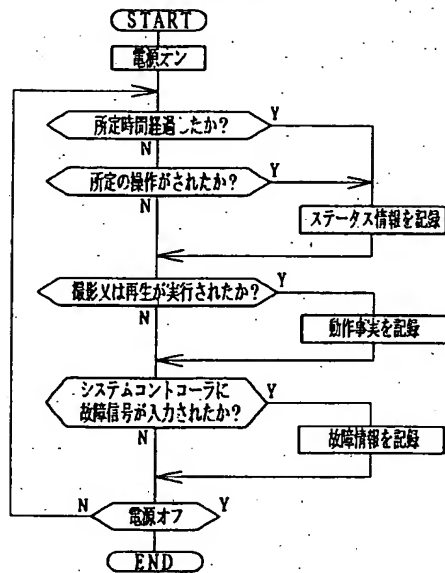 START
電源オン
所定時間経過したか?
Y
N
所定の操作がされたか?
Y
N
ステータス情報を記録
撮影又は再生が実行されたか?
Y
N
動作事実を記録
システムコントコーラに
故障信号が入力されたか?
Y
N
故障情報を記録
N
電源オフ
Y
END